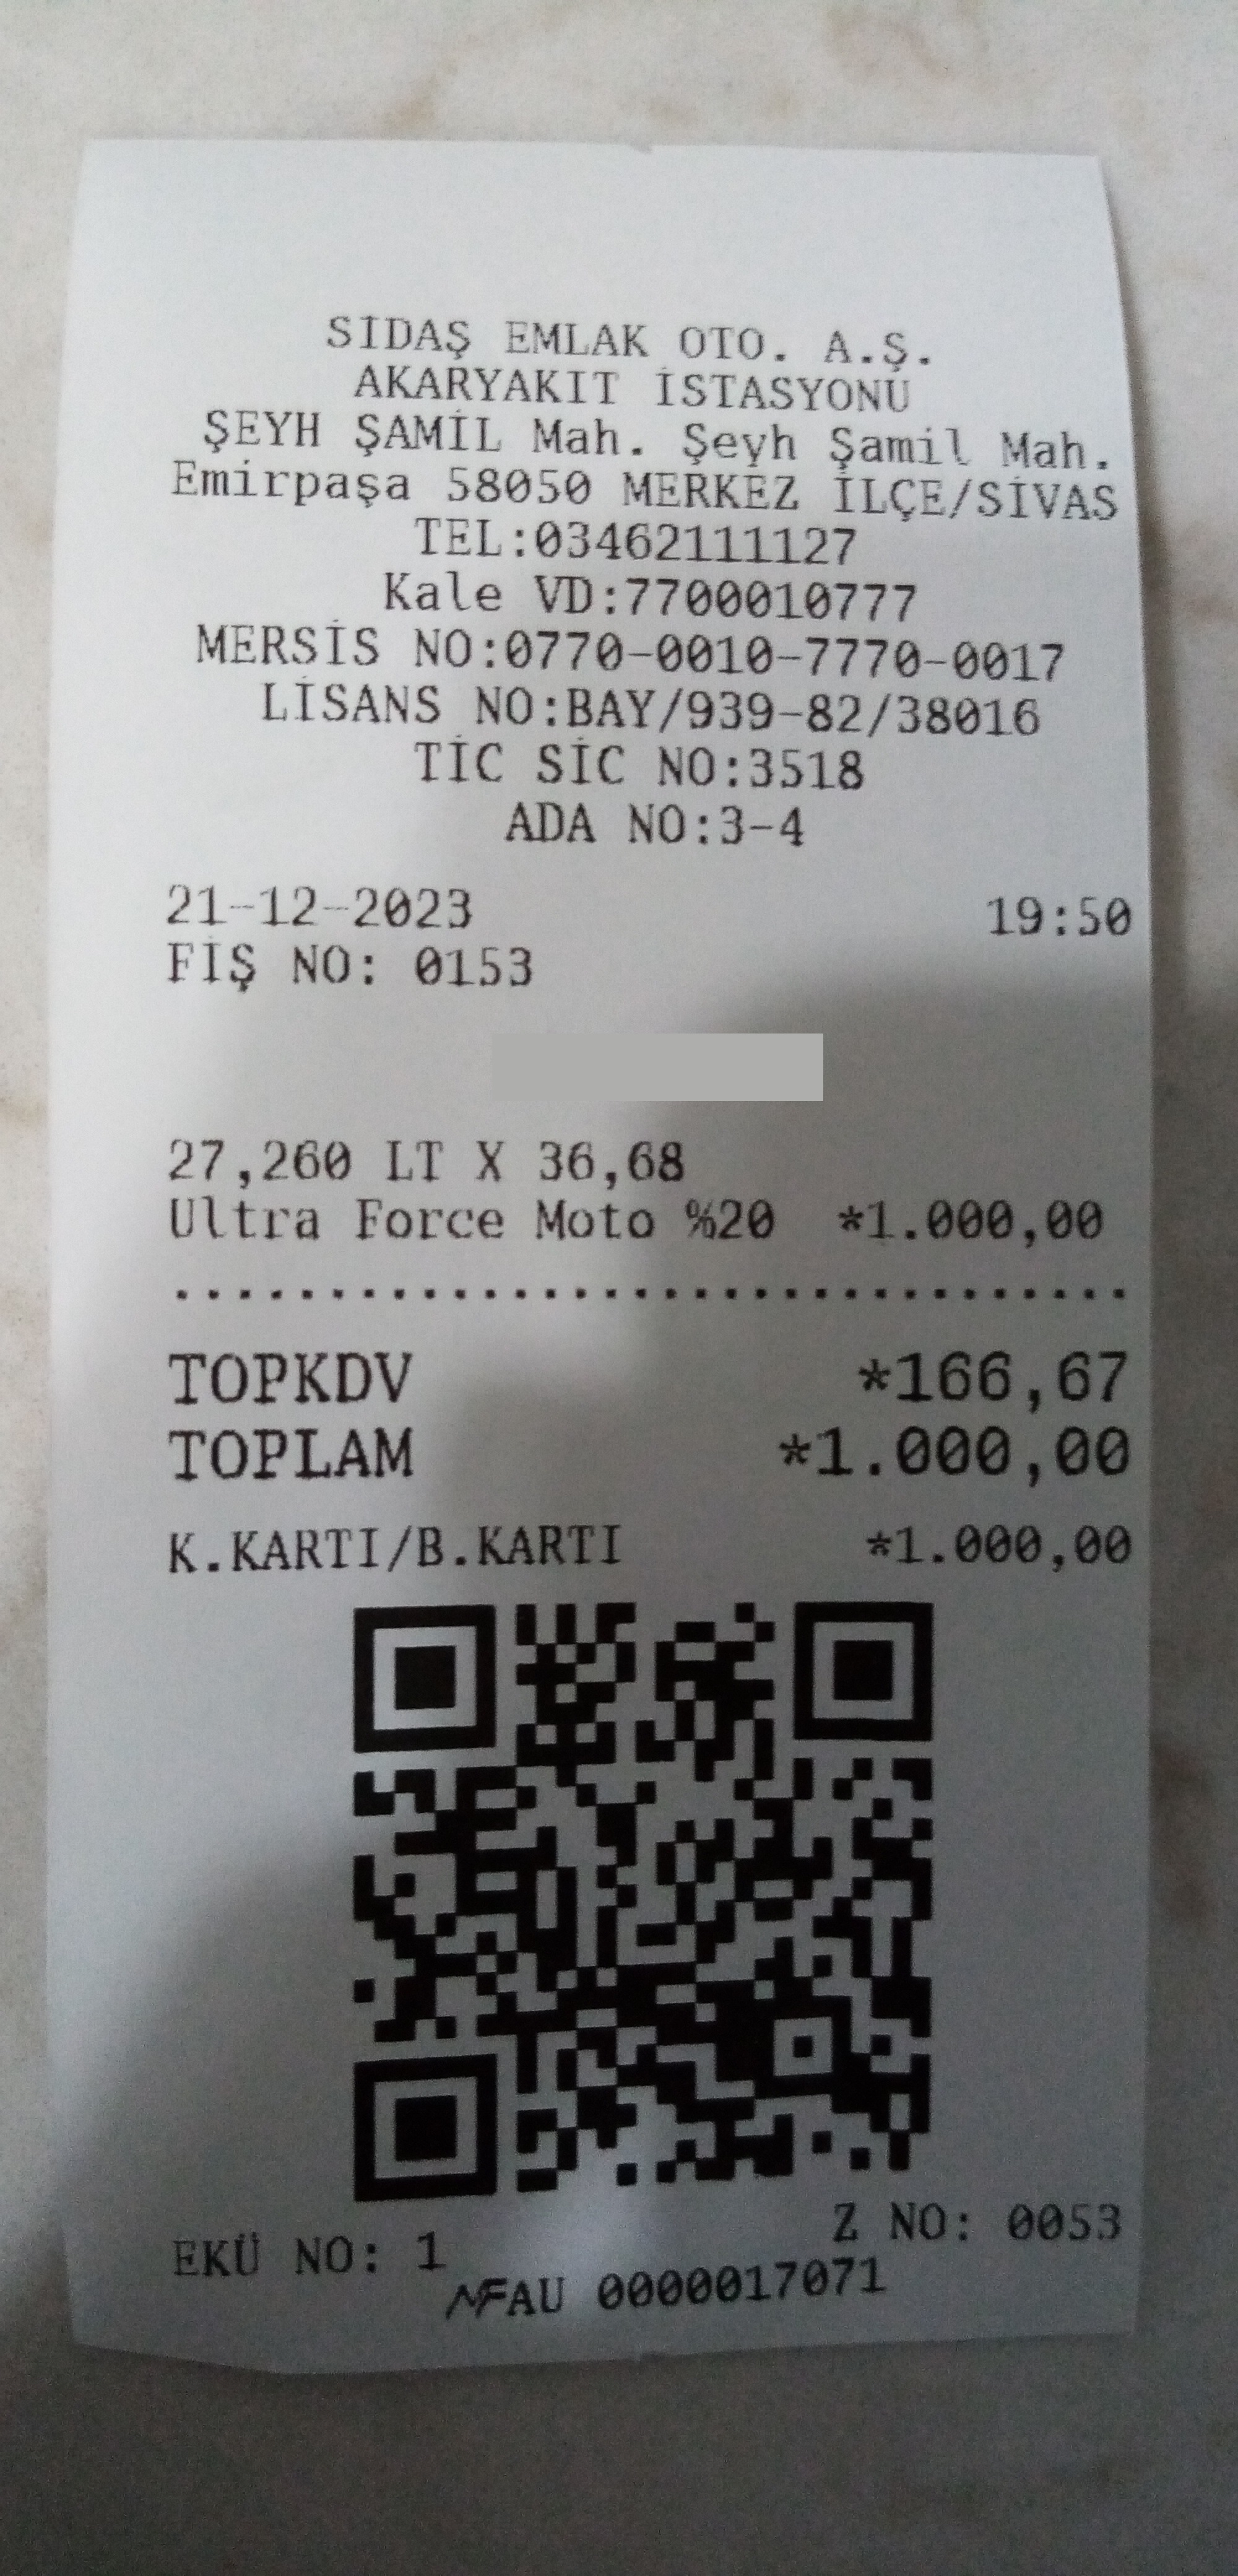 SİDAŞ EMLAK OTO. A.Ş.
AKARYAKIT İSTASYONU
ŞEYH ŞAMİL Mah. Şeyh Şamil Mah.
Emirpaşa 58050 MERKEZ İLÇE/SİVAS
TEL:03462111127
Kale VD:7700010777
MERSİS NO:0770-0010-7770-0017
LİSANS NO:BAY/939-82/38016
TİC SİC NO:3518
ADA NO:3-4
21-12-2023 19:50
FİŞ NO: 0153
27,260 LT X 36,68
Ultra Force Moto %20 *1.000,00
TOPKDV *166,67
TOPLAM *1.000,00
K.KARTI/B.KARTI *1.000,00
EKÜ NO: 1 Z NO: 0053
MF AU 0000017071